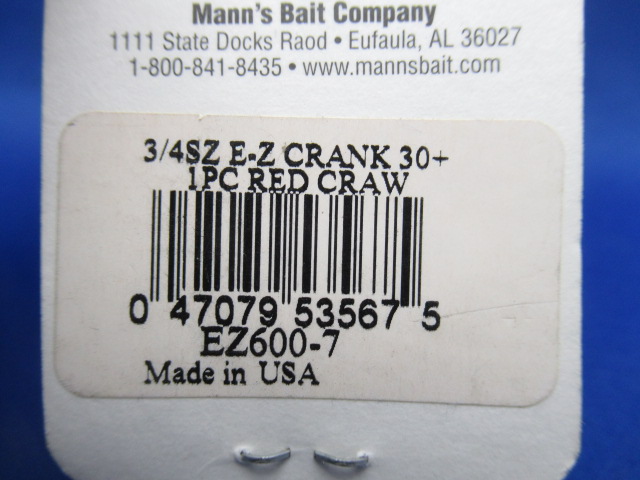 Mann's Bait Company
1111 State Docks Raod • Eufaula, AL 36027
1-800-841-8435 • www.mannsbait.com
3/4SZ E-Z CRANK 30+
1PC RED CRAW
0 47079 53567 5
EZ600-7
Made in USA